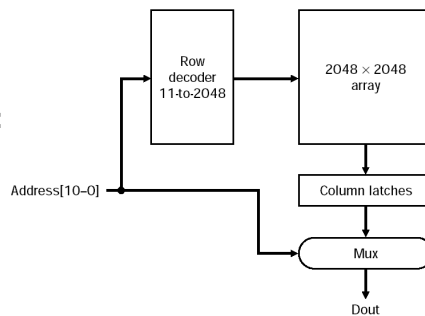 Row
decoder
11-to-2048
2048 × 2048
array
Address[10–0]
Column latches
Mux
Dout